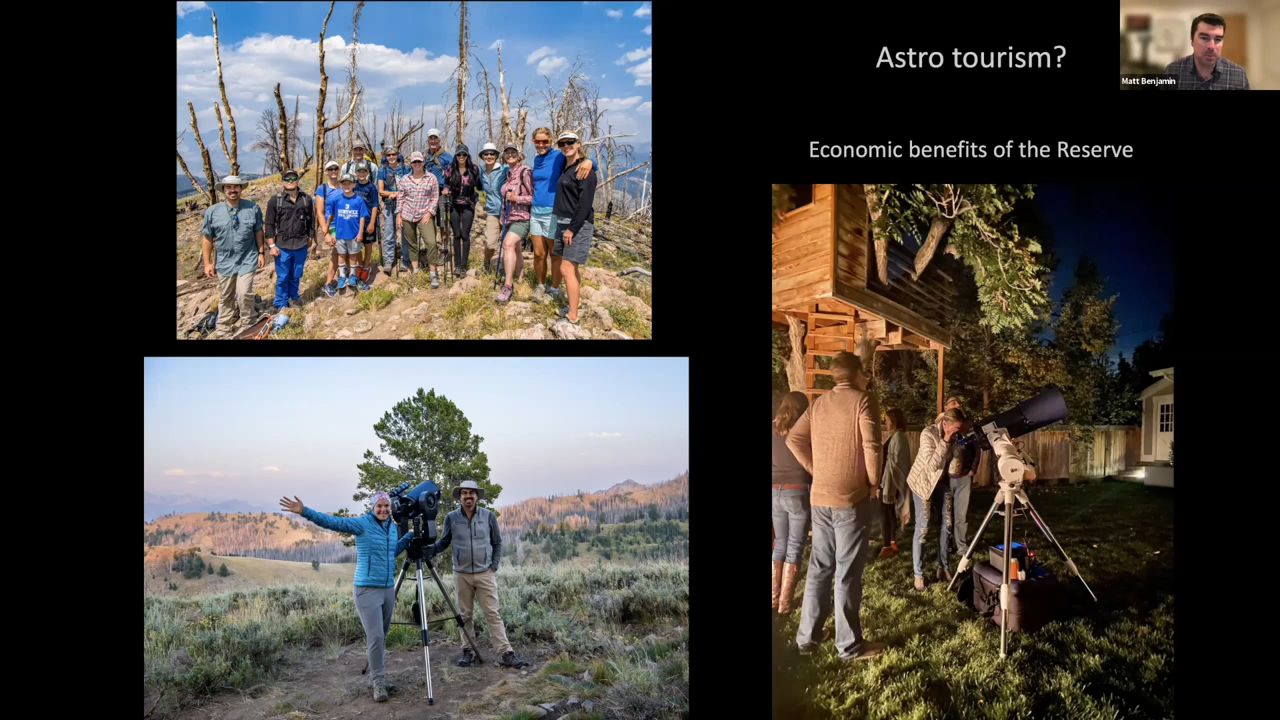 Astro tourism?
Matt Benjamin
Economic benefits of the Reserve